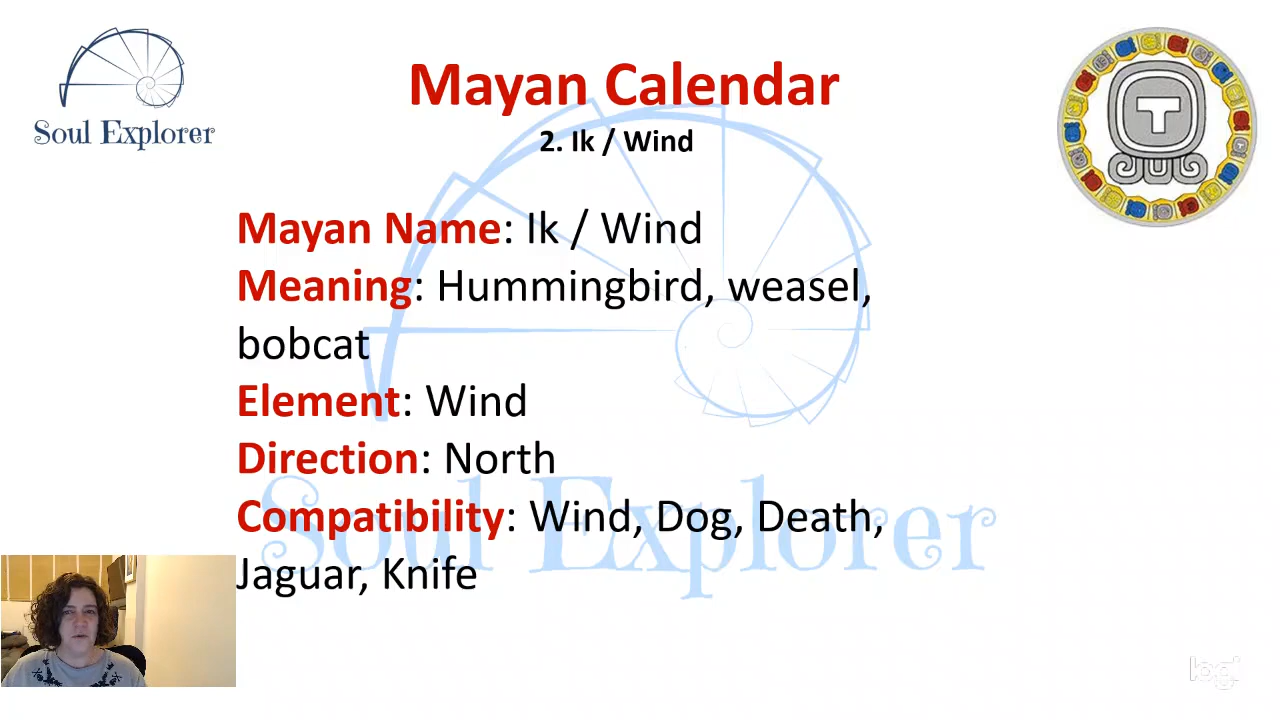 Soul Explorer
Mayan Calendar
2. Ik / Wind
Mayan Name: Ik / Wind
Meaning: Hummingbird, weasel,
bobcat
Element: Wind
Direction: North
Compatibility: Wind, Dog, Death,
Jaguar, Knife
Soul Explorer
logi